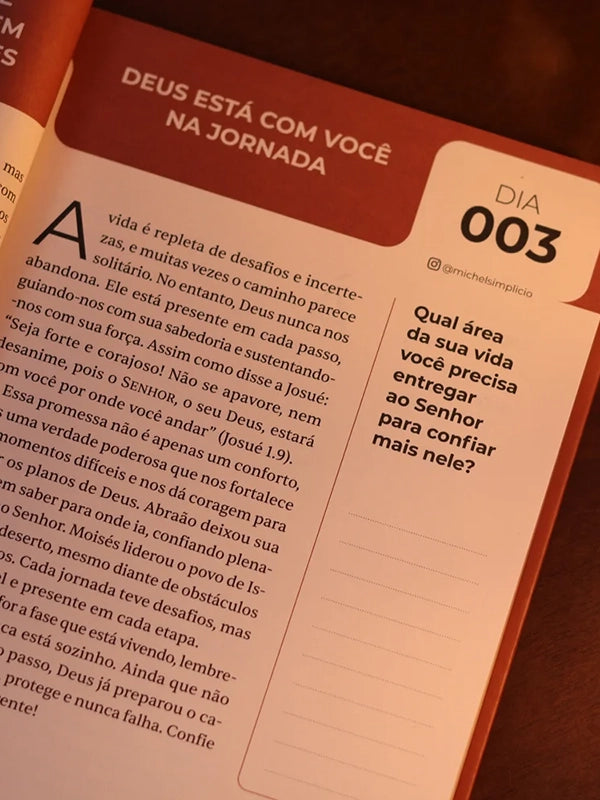 EM
ES
mas
com
os
DEUS ESTÁ COM VOCÊ
NA JORNADA
DIA
003
@michelsimplicio
A vida é repleta de desafios e incerte-
zas, e muitas vezes o caminho parece
solitário. No entanto, Deus nunca nos
abandona. Ele está presente em cada passo,
guiando-nos com sua sabedoria e sustentando-
-nos com sua força. Assim como disse a Josué:
“Seja forte e corajoso! Não se apavore, nem
desanime, pois o SENHOR, o seu Deus, estará
com você por onde você andar” (Josué 1.9).
Essa promessa não é apenas um conforto,
uma verdade poderosa que nos fortalece
momentos difíceis e nos dá coragem para
os planos de Deus. Abraão deixou sua
saber para onde ia, confiando plena-
o Senhor. Moisés liderou o povo de Is-
deserto, mesmo diante de obstáculos
Cada jornada teve desafios, mas
e presente em cada etapa.
for a fase que está vivendo, lembre-
está sozinho. Ainda que não
passo, Deus já preparou o ca-
protege e nunca falha. Confie
Qual área
da sua vida
você precisa
entregar
ao Senhor
para confiar
mais nele?